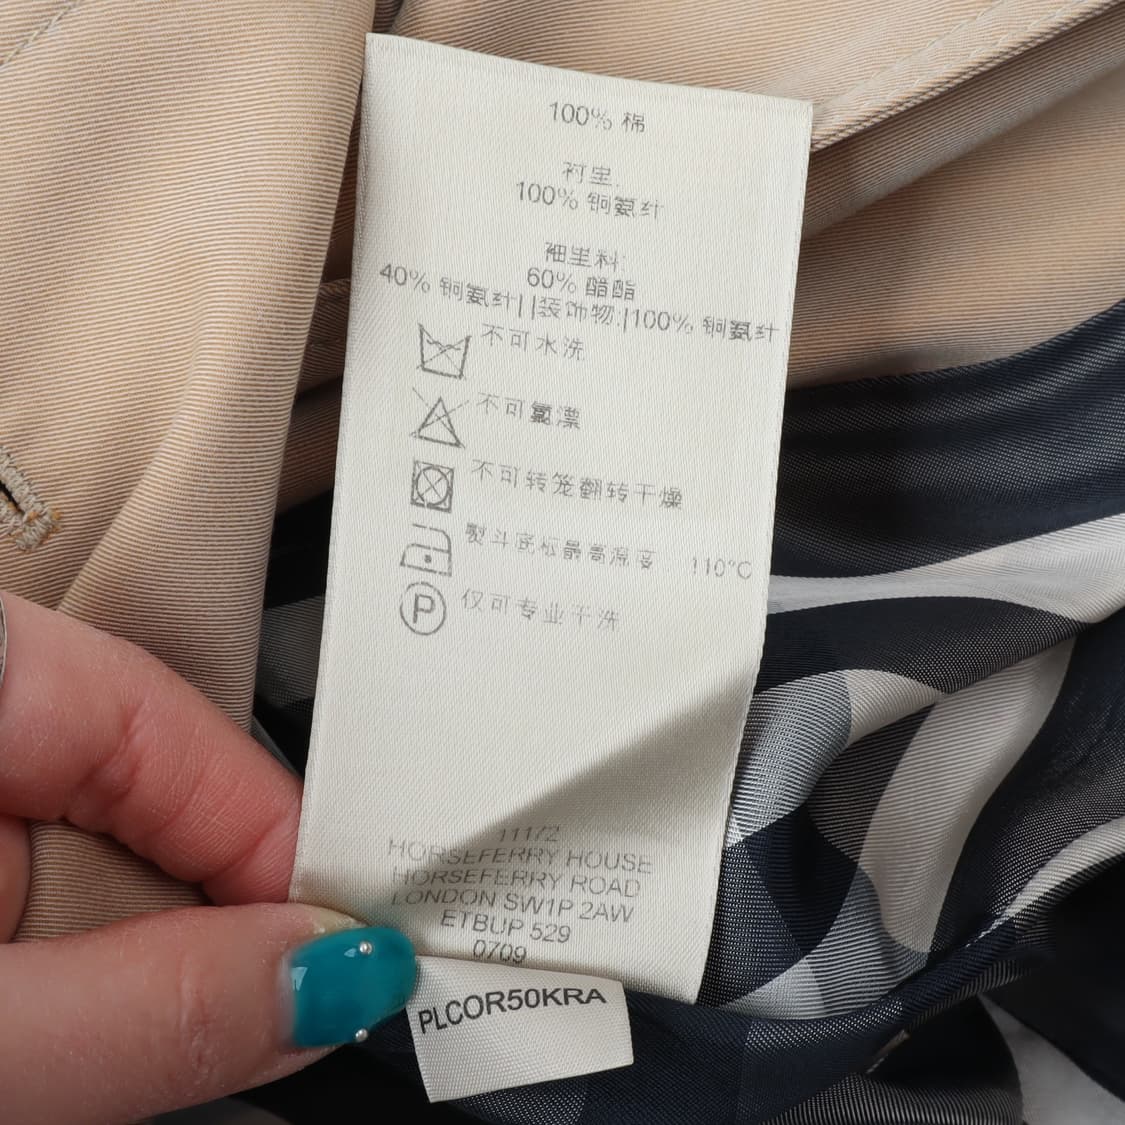 100% 棉
衬里:
100% 铜氨纤
袖里料:
60% 醋酯
40% 铜氨纤||装饰物:|100% 铜氨纤
不可水洗
不可氯漂
不可转笼翻转干燥
熨斗底板最高温度 110°C
P 仅可专业干洗
111/2
HORSEFERRY HOUSE
HORSEFERRY ROAD
LONDON SW1P 2AW
ETBUP 529
0709
PLCOR50KRA